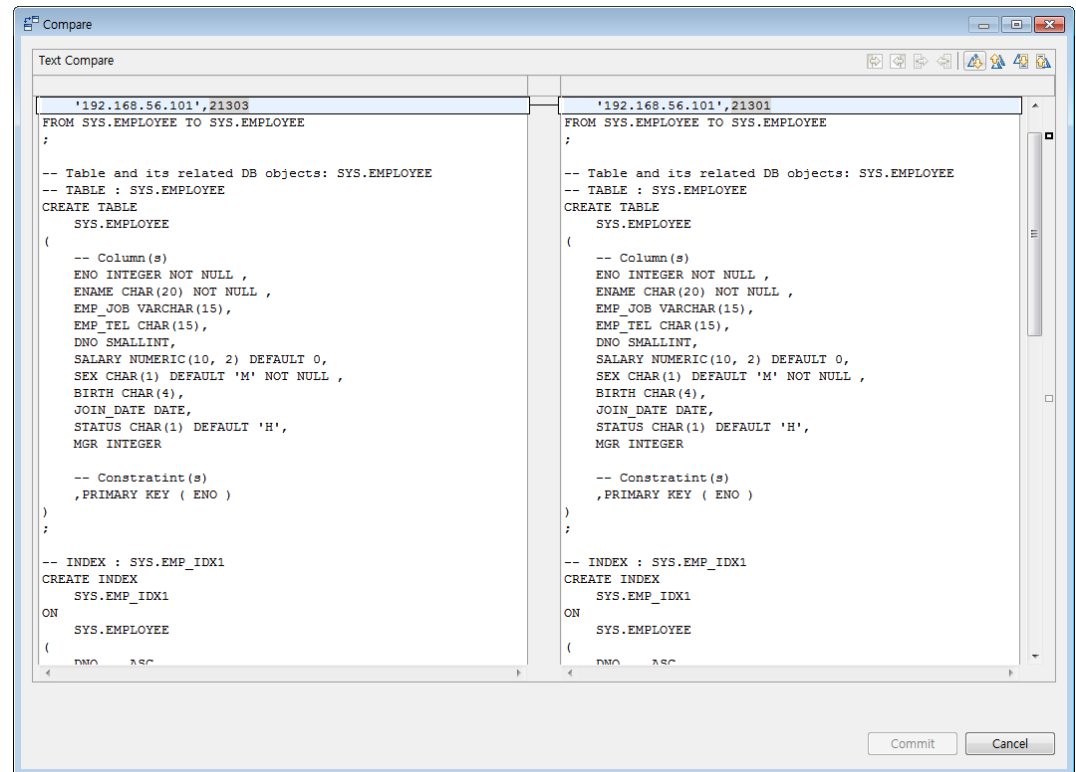 Compare
Text Compare
'192.168.56.101',21303
FROM SYS.EMPLOYEE TO SYS.EMPLOYEE
;
-- Table and its related DB objects: SYS.EMPLOYEE
-- TABLE : SYS.EMPLOYEE
CREATE TABLE
SYS.EMPLOYEE
(
-- Column(s)
ENO INTEGER NOT NULL ,
ENAME CHAR(20) NOT NULL ,
EMP_JOB VARCHAR(15),
EMP_TEL CHAR(15),
DNO SMALLINT,
SALARY NUMERIC(10, 2) DEFAULT 0,
SEX CHAR(1) DEFAULT 'M' NOT NULL ,
BIRTH CHAR(4),
JOIN_DATE DATE,
STATUS CHAR(1) DEFAULT 'H',
MGR INTEGER
-- Constratint(s)
,PRIMARY KEY ( ENO )
)
;
-- INDEX : SYS.EMP_IDX1
CREATE INDEX
SYS.EMP_IDX1
ON
SYS.EMPLOYEE
(
DNO ASC
'192.168.56.101',21301
FROM SYS.EMPLOYEE TO SYS.EMPLOYEE
;
-- Table and its related DB objects: SYS.EMPLOYEE
-- TABLE : SYS.EMPLOYEE
CREATE TABLE
SYS.EMPLOYEE
(
-- Column(s)
ENO INTEGER NOT NULL ,
ENAME CHAR(20) NOT NULL ,
EMP_JOB VARCHAR(15),
EMP_TEL CHAR(15),
DNO SMALLINT,
SALARY NUMERIC(10, 2) DEFAULT 0,
SEX CHAR(1) DEFAULT 'M' NOT NULL ,
BIRTH CHAR(4),
JOIN_DATE DATE,
STATUS CHAR(1) DEFAULT 'H',
MGR INTEGER
-- Constratint(s)
,PRIMARY KEY ( ENO )
)
;
-- INDEX : SYS.EMP_IDX1
CREATE INDEX
SYS.EMP_IDX1
ON
SYS.EMPLOYEE
(
DNO ASC
Commit
Cancel